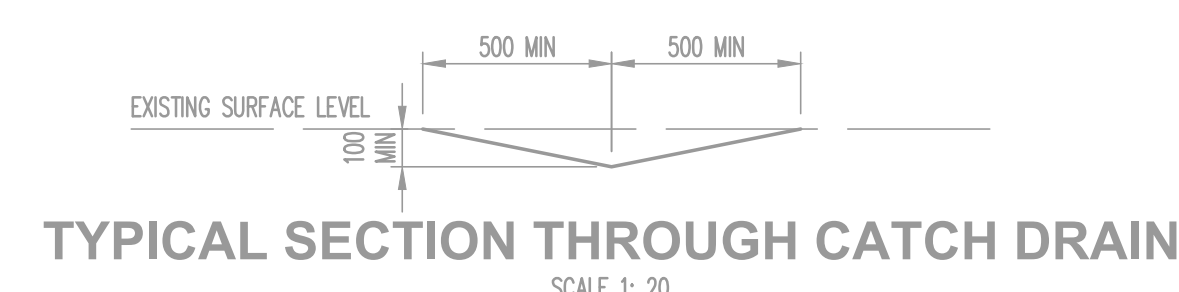 500 MIN 500 MIN
EXISTING SURFACE LEVEL
100
MIN
TYPICAL SECTION THROUGH CATCH DRAIN
SCALE 1: 20